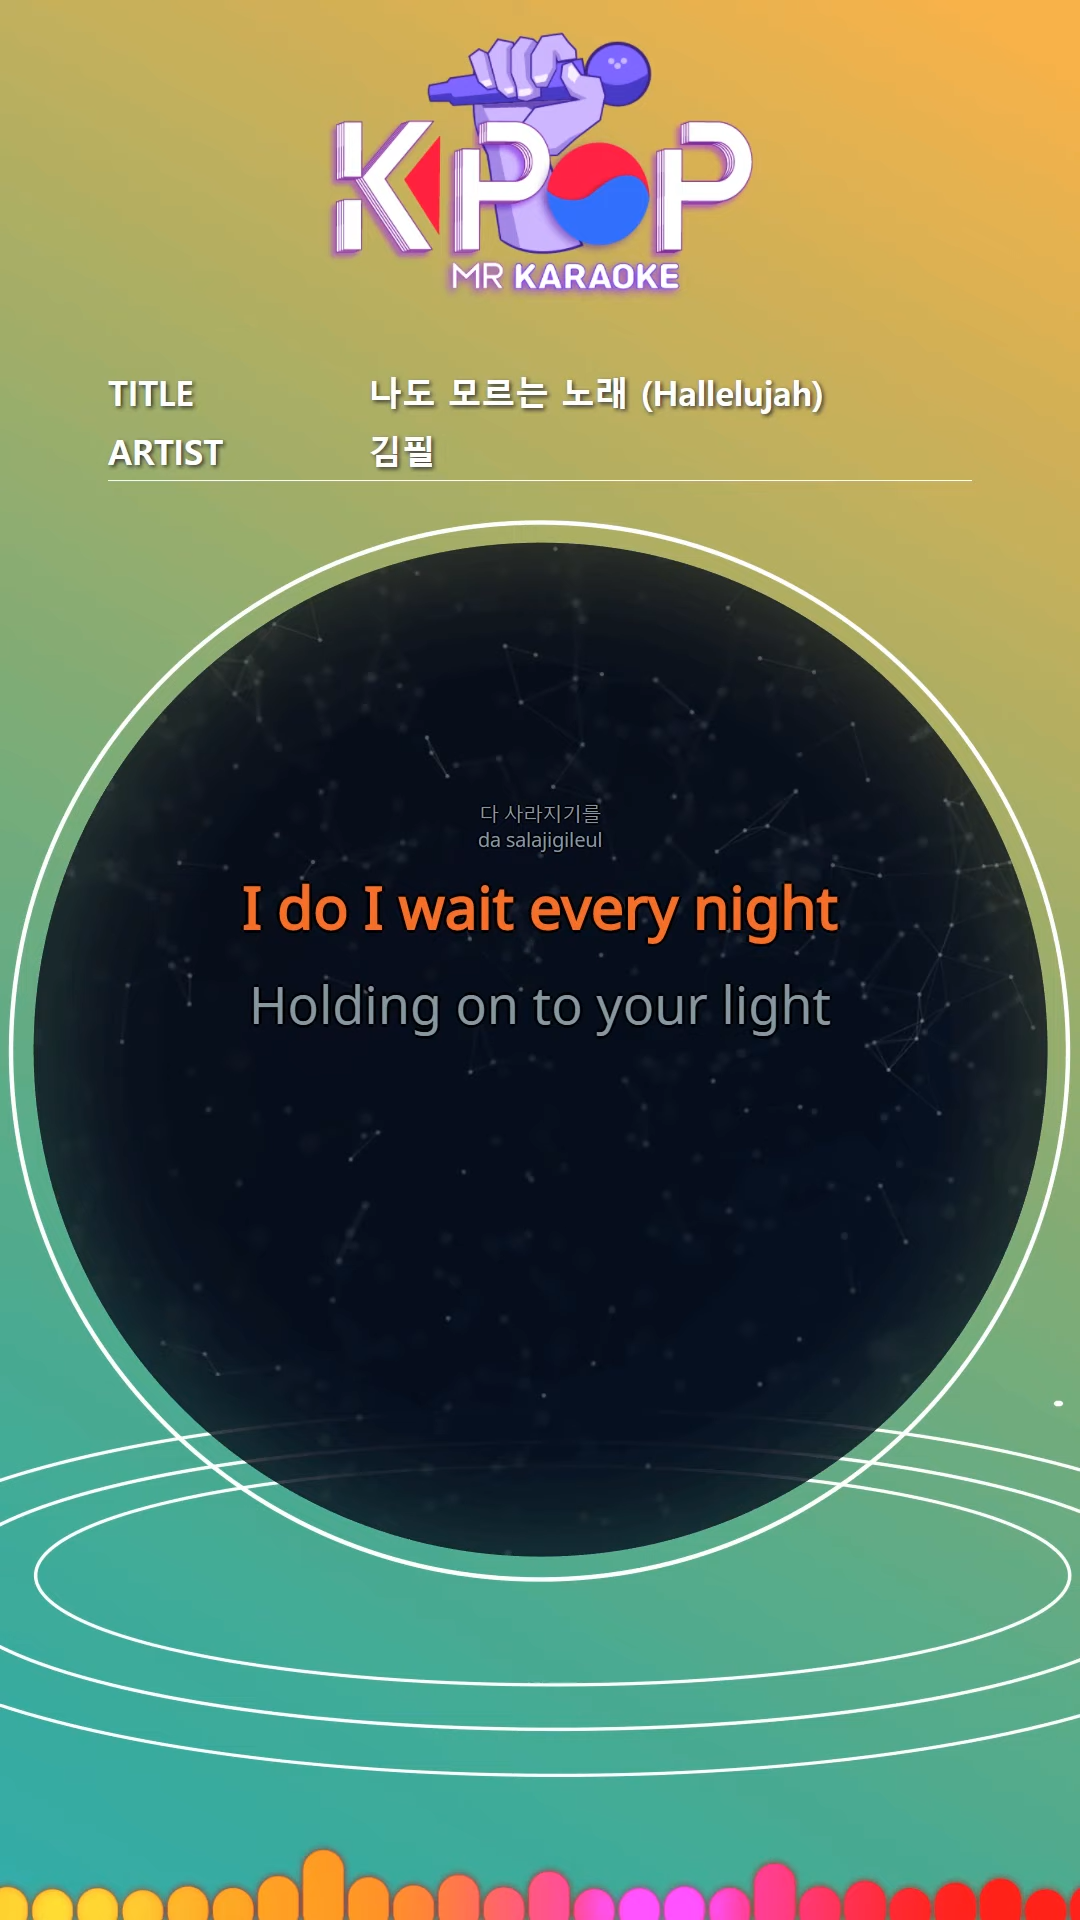 KPOP
MR KARAOKE
TITLE 나도 모르는 노래 (Hallelujah)
ARTIST 김필
다 사라지기를
da salajigileul
I do I wait every night
Holding on to your light